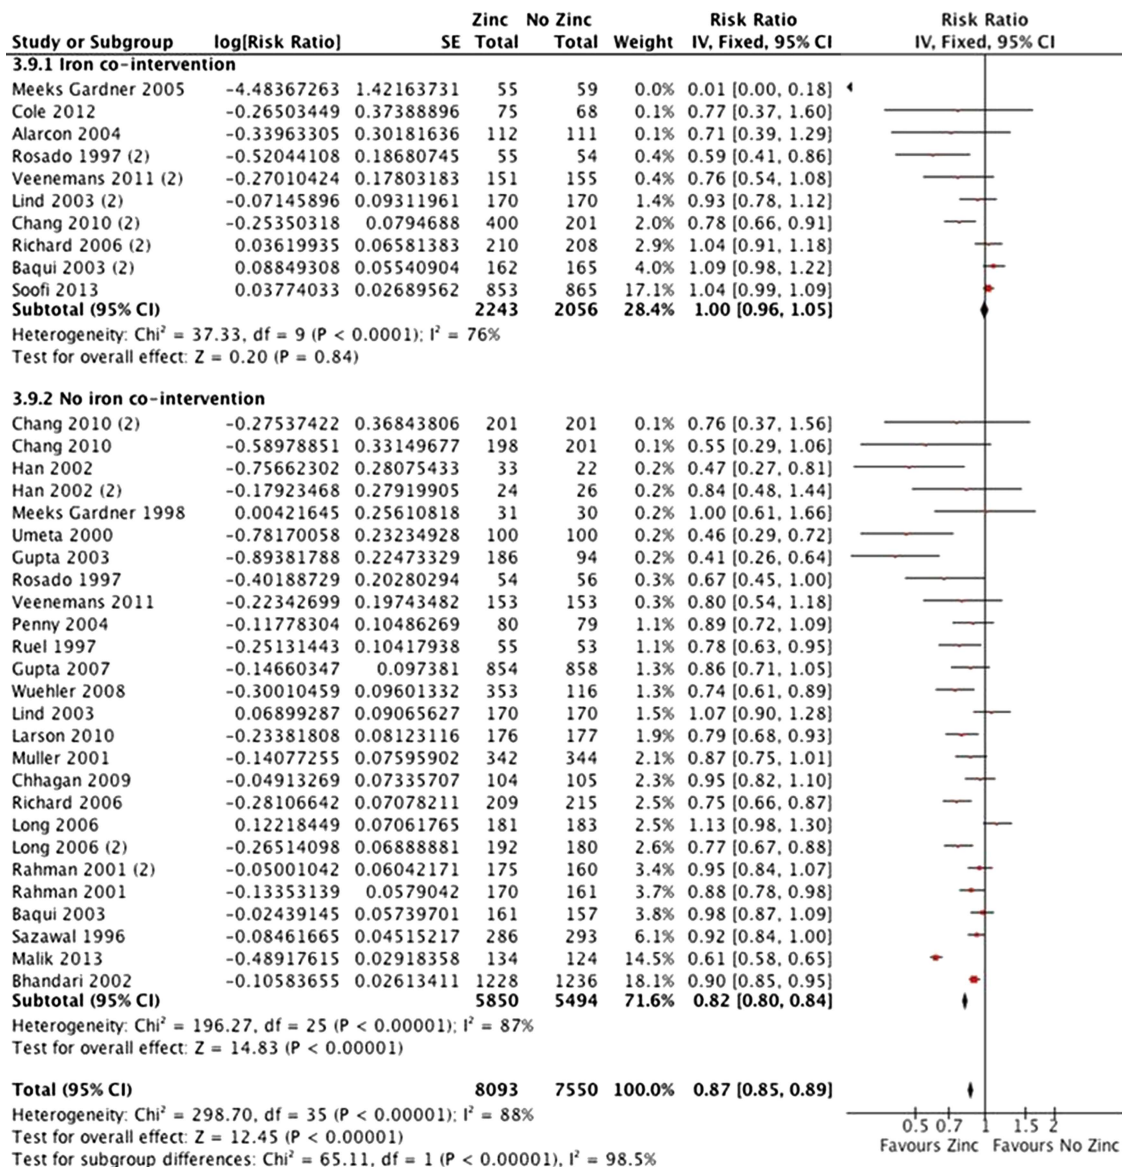 Zinc No Zinc Risk Ratio Risk Ratio
Study or Subgroup log[Risk Ratio] SE Total Total Weight IV, Fixed, 95% CI IV, Fixed, 95% CI
3.9.1 Iron co-intervention
Meeks Gardner 2005 -4.48367263 1.42163731 55 59 0.0% 0.01 [0.00, 0.18]
Cole 2012 -0.26503449 0.37388896 75 68 0.1% 0.77 [0.37, 1.60]
Alarcon 2004 -0.33963305 0.30181636 112 111 0.1% 0.71 [0.39, 1.29]
Rosado 1997 (2) -0.52044108 0.18680745 55 54 0.4% 0.59 [0.41, 0.86]
Veenemans 2011 (2) -0.27010424 0.17803183 151 155 0.4% 0.76 [0.54, 1.08]
Lind 2003 (2) -0.07145896 0.09311961 170 170 1.4% 0.93 [0.78, 1.12]
Chang 2010 (2) -0.25350318 0.0794688 400 201 2.0% 0.78 [0.66, 0.91]
Richard 2006 (2) 0.03619935 0.06581383 210 208 2.9% 1.04 [0.91, 1.18]
Baqui 2003 (2) 0.08849308 0.05540904 162 165 4.0% 1.09 [0.98, 1.22]
Soofi 2013 0.03774033 0.02689562 853 865 17.1% 1.04 [0.99, 1.09]
Subtotal (95% CI) 2243 2056 28.4% 1.00 [0.96, 1.05]
Heterogeneity: Chi² = 37.33, df = 9 (P < 0.0001); I² = 76%
Test for overall effect: Z = 0.20 (P = 0.84)
3.9.2 No iron co-intervention
Chang 2010 (2) -0.27537422 0.36843806 201 201 0.1% 0.76 [0.37, 1.56]
Chang 2010 -0.58978851 0.33149677 198 201 0.1% 0.55 [0.29, 1.06]
Han 2002 -0.75662302 0.28075433 33 22 0.2% 0.47 [0.27, 0.81]
Han 2002 (2) -0.17923468 0.27919905 24 26 0.2% 0.84 [0.48, 1.44]
Meeks Gardner 1998 0.00421645 0.25610818 31 30 0.2% 1.00 [0.61, 1.66]
Umeta 2000 -0.78170058 0.23234928 100 100 0.2% 0.46 [0.29, 0.72]
Gupta 2003 -0.89381788 0.22473329 186 94 0.2% 0.41 [0.26, 0.64]
Rosado 1997 -0.40188729 0.20280294 54 56 0.3% 0.67 [0.45, 1.00]
Veenemans 2011 -0.22342699 0.19743482 153 153 0.3% 0.80 [0.54, 1.18]
Penny 2004 -0.11778304 0.10486269 80 79 1.1% 0.89 [0.72, 1.09]
Ruel 1997 -0.25131443 0.10417938 55 53 1.1% 0.78 [0.63, 0.95]
Gupta 2007 -0.14660347 0.097381 854 858 1.3% 0.86 [0.71, 1.05]
Wuehler 2008 -0.30010459 0.09601332 353 116 1.3% 0.74 [0.61, 0.89]
Lind 2003 0.06899287 0.09065627 170 170 1.5% 1.07 [0.90, 1.28]
Larson 2010 -0.23381808 0.08123116 176 177 1.9% 0.79 [0.68, 0.93]
Muller 2001 -0.14077255 0.07595902 342 344 2.1% 0.87 [0.75, 1.01]
Chhagan 2009 -0.04913269 0.07335707 104 105 2.3% 0.95 [0.82, 1.10]
Richard 2006 -0.28106642 0.07078211 209 215 2.5% 0.75 [0.66, 0.87]
Long 2006 0.12218449 0.07061765 181 183 2.5% 1.13 [0.98, 1.30]
Long 2006 (2) -0.26514098 0.06888881 192 180 2.6% 0.77 [0.67, 0.88]
Rahman 2001 (2) -0.05001042 0.06042171 175 160 3.4% 0.95 [0.84, 1.07]
Rahman 2001 -0.13353139 0.0579042 170 161 3.7% 0.88 [0.78, 0.98]
Baqui 2003 -0.02439145 0.05739701 161 157 3.8% 0.98 [0.87, 1.09]
Sazawal 1996 -0.08461665 0.04515217 286 293 6.1% 0.92 [0.84, 1.00]
Malik 2013 -0.48917615 0.02918358 134 124 14.5% 0.61 [0.58, 0.65]
Bhandari 2002 -0.10583655 0.02613411 1228 1236 18.1% 0.90 [0.85, 0.95]
Subtotal (95% CI) 5850 5494 71.6% 0.82 [0.80, 0.84]
Heterogeneity: Chi² = 196.27, df = 25 (P < 0.00001); I² = 87%
Test for overall effect: Z = 14.83 (P < 0.00001)
Total (95% CI) 8093 7550 100.0% 0.87 [0.85, 0.89]
Heterogeneity: Chi² = 298.70, df = 35 (P < 0.00001); I² = 88%
Test for overall effect: Z = 12.45 (P < 0.00001)
Test for subgroup differences: Chi² = 65.11, df = 1 (P < 0.00001), I² = 98.5%
0.5 0.7 1 1.5 2
Favours Zinc Favours No Zinc